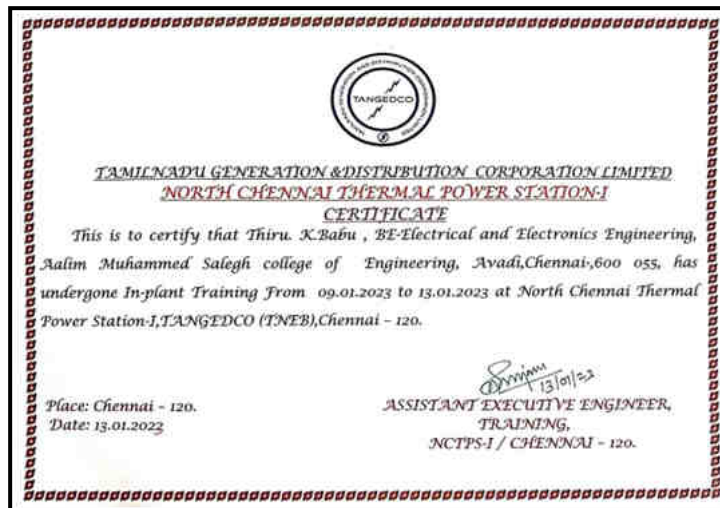 TANGEDCO
TAMILNADU GENERATION &DISTRIBUTION CORPORATION LIMITED
NORTH CHENNAI THERMAL POWER STATION-I
CERTIFICATE
This is to certify that Thiru. K.Babu , BE-Electrical and Electronics Engineering,
Aalim Muhammed Salegh college of Engineering, Avadi,Chennai-,600 055, has
undergone In-plant Training From 09.01.2023 to 13.01.2023 at North Chennai Thermal
Power Station-I,TANGEDCO (TNEB),Chennai – 120.
13/01/23
Place: Chennai – 120.
Date: 13.01.2023
ASSISTANT EXECUTIVE ENGINEER,
TRAINING,
NCTPS-I / CHENNAI – 120.